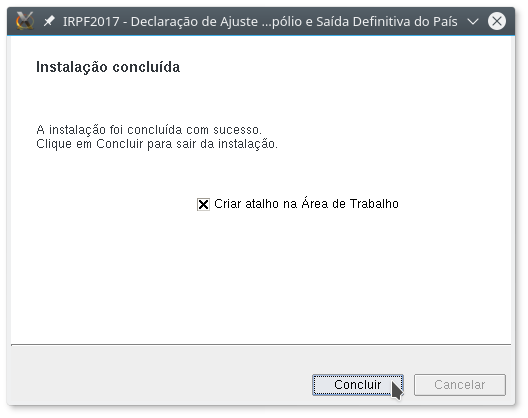 IRPF2017 - Declaração de Ajuste ...pólio e Saída Definitiva do País
Instalação concluída
A instalação foi concluída com sucesso.
Clique em Concluir para sair da instalação.
Criar atalho na Área de Trabalho
Concluir
Cancelar